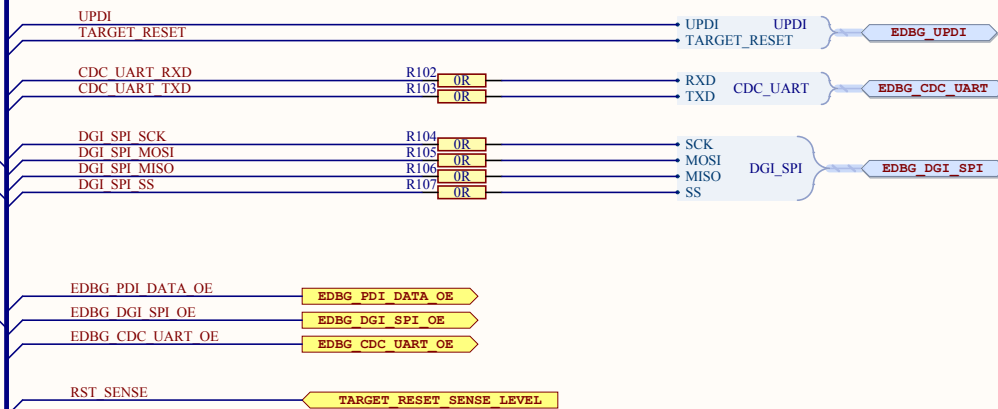 UPDI UPDI UPDI EDBG_UPDI
TARGET_RESET TARGET_RESET
CDC_UART_RXD R102 0R RXD CDC_UART EDBG_CDC_UART
CDC_UART_TXD R103 0R TXD
DGI_SPI_SCK R104 0R SCK
DGI_SPI_MOSI R105 0R MOSI DGI_SPI EDBG_DGI_SPI
DGI_SPI_MISO R106 0R MISO
DGI_SPI_SS R107 0R SS
EDBG_PDI_DATA_OE EDBG_PDI_DATA_OE
EDBG_DGI_SPI_OE EDBG_DGI_SPI_OE
EDBG_CDC_UART_OE EDBG_CDC_UART_OE
RST_SENSE TARGET_RESET_SENSE_LEVEL